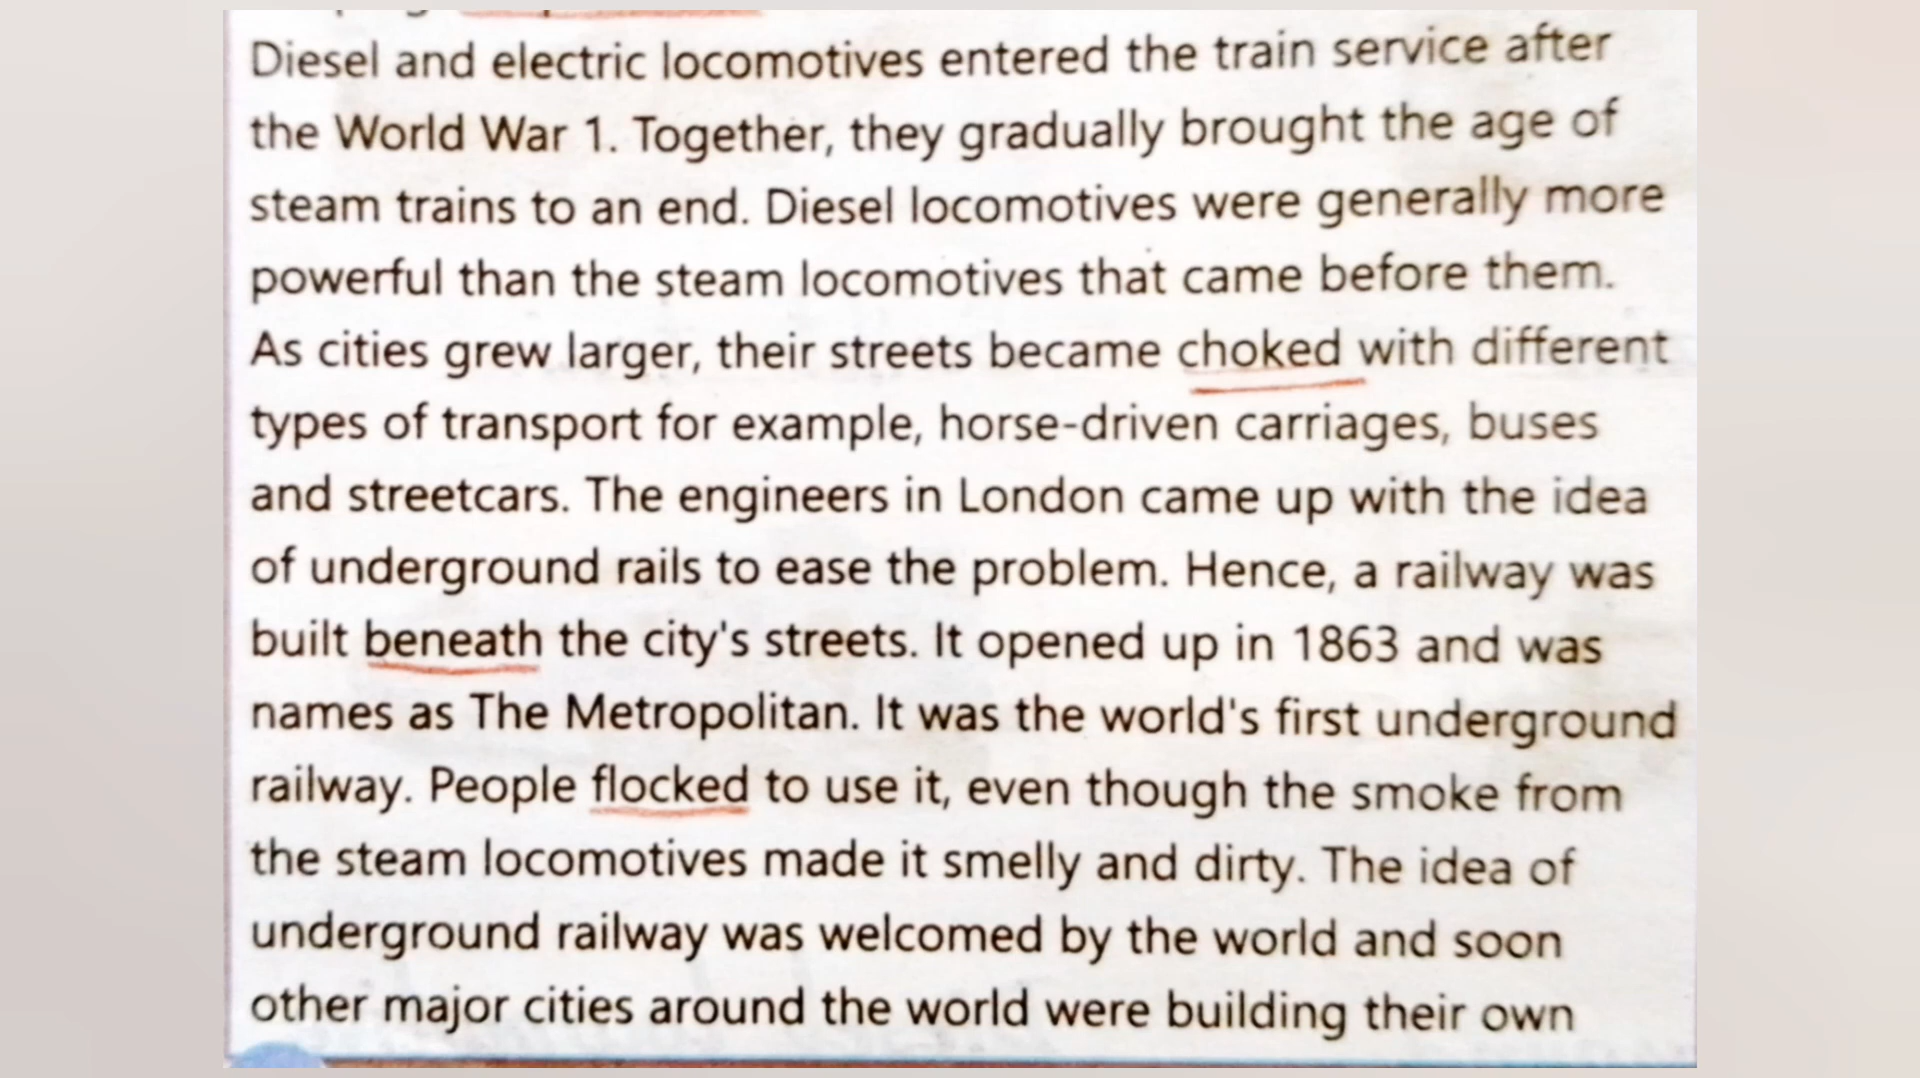 Diesel and electric locomotives entered the train service after
the World War 1. Together, they gradually brought the age of
steam trains to an end. Diesel locomotives were generally more
powerful than the steam locomotives that came before them.
As cities grew larger, their streets became choked with different
types of transport for example, horse-driven carriages, buses
and streetcars. The engineers in London came up with the idea
of underground rails to ease the problem. Hence, a railway was
built beneath the city's streets. It opened up in 1863 and was
names as The Metropolitan. It was the world's first underground
railway. People flocked to use it, even though the smoke from
the steam locomotives made it smelly and dirty. The idea of
underground railway was welcomed by the world and soon
other major cities around the world were building their own